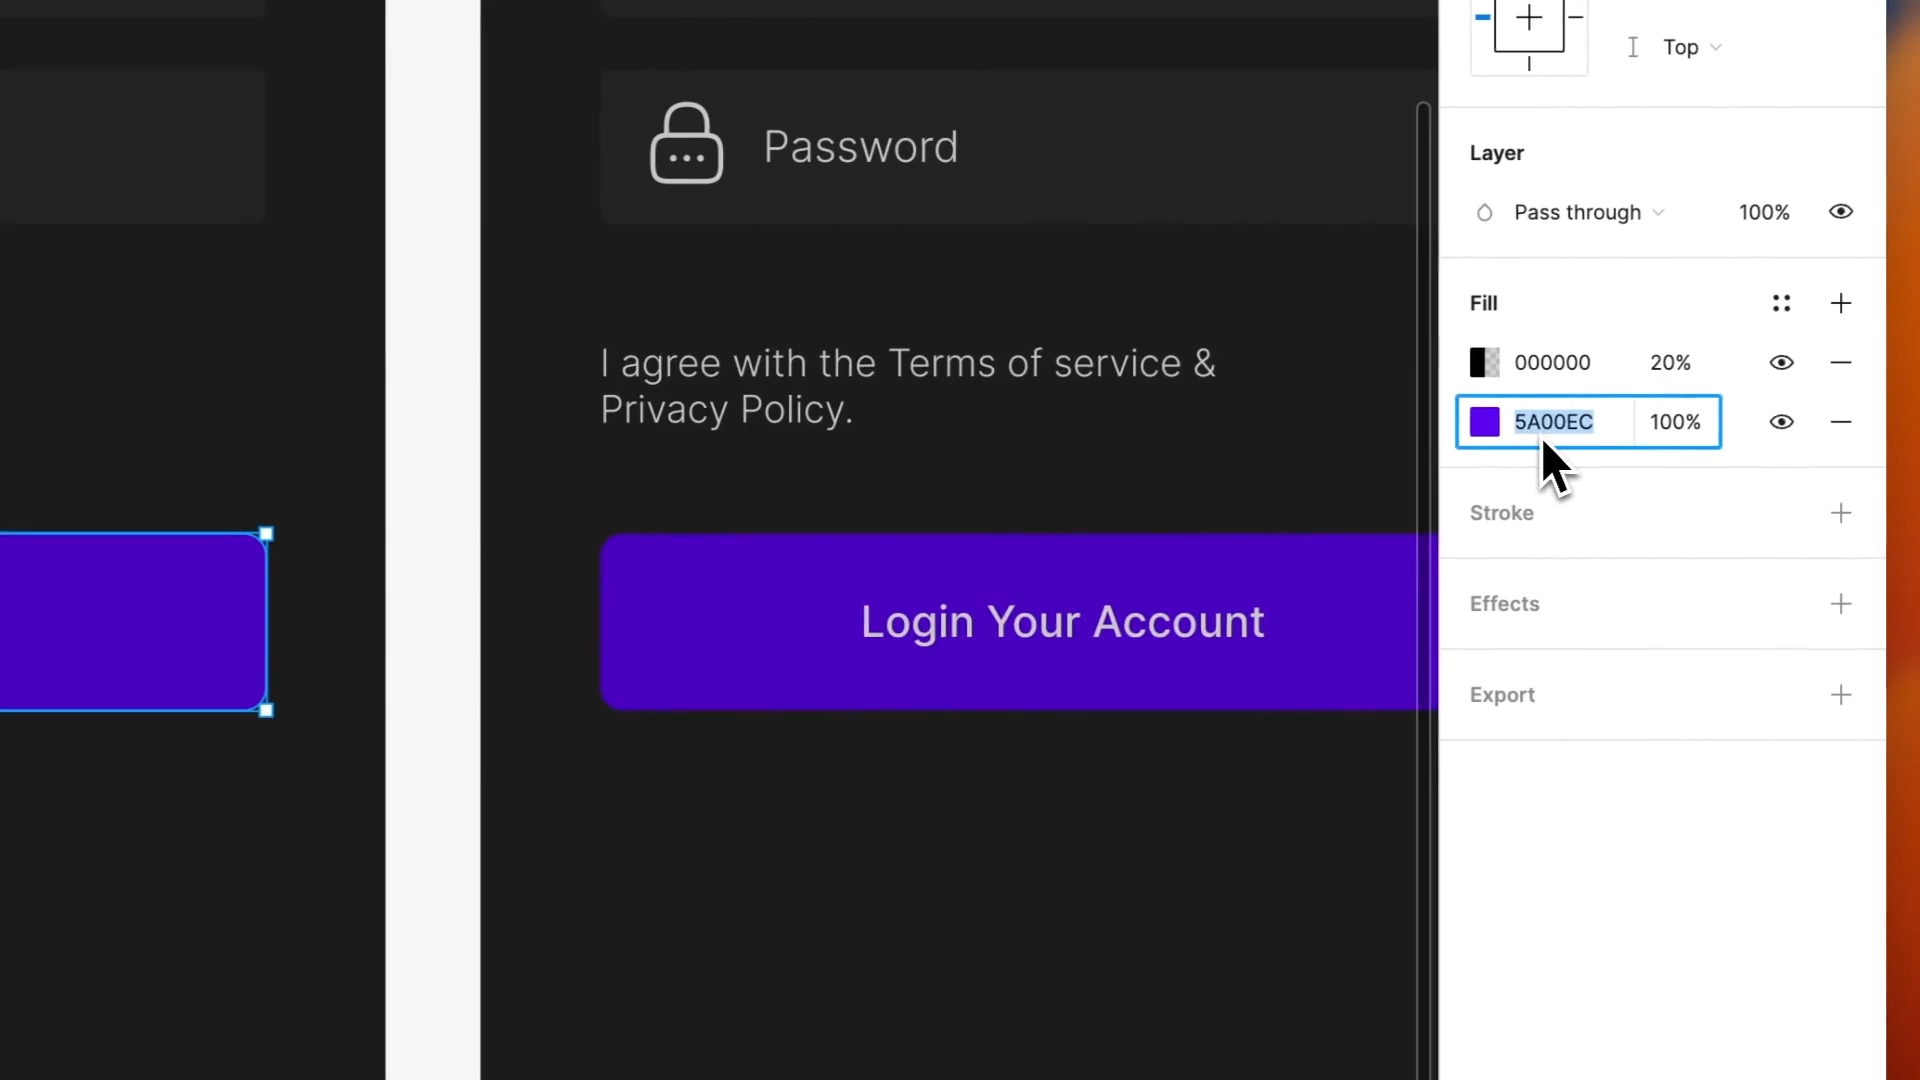 Password
I agree with the Terms of service &
Privacy Policy.
Login Your Account
Top
Layer
Pass through 100%
Fill
000000 20%
5A00EC 100%
Stroke
Effects
Export